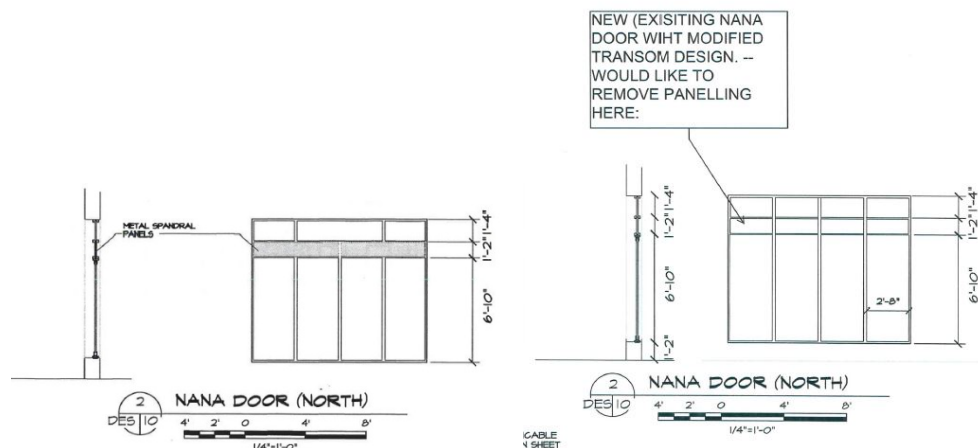 NEW (EXISITING NANA
DOOR WIHT MODIFIED
TRANSOM DESIGN. --
WOULD LIKE TO
REMOVE PANELLING
HERE:
METAL SPANDRAL
PANELS
1'-4"
1'-2"
6'-10"
2
DES 10
NANA DOOR (NORTH)
4' 2' 0 4' 8'
1/4"=1'-0"
1'-4"
1'-2"
6'-10"
1'-2"
2'-8"
1'-4"
1'-2"
6'-10"
2
DES 10
NANA DOOR (NORTH)
4' 2' 0 4' 8'
1/4"=1'-0"
ICABLE
N SHEET